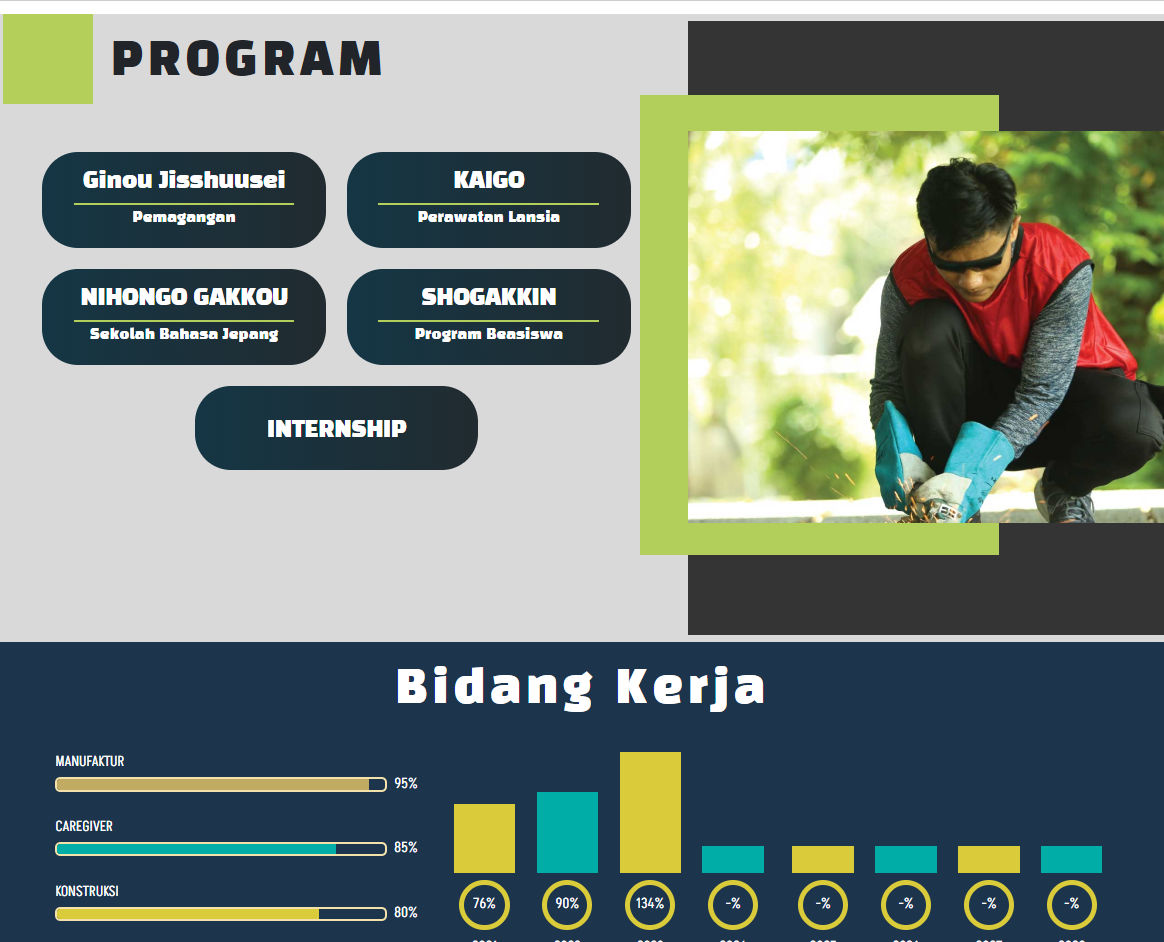 PROGRAM
Ginou Jisshuusei
Pemagangan
KAIGO
Perawatan Lansia
NIHONGO GAKKOU
Sekolah Bahasa Jepang
SHOGAKKIN
Program Beasiswa
INTERNSHIP
Bidang Kerja
MANUFAKTUR
95%
CAREGIVER
85%
KONSTRUKSI
80%
76% 90% 134% -% -% -% -% -%